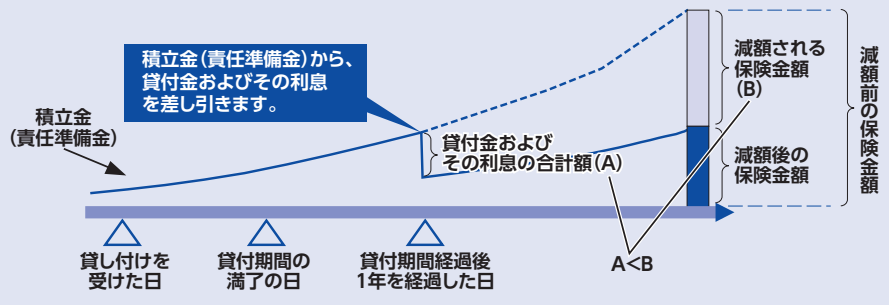 積立金(責任準備金)から、
貸付金およびその利息
を差し引きます。
積立金
(責任準備金)
貸付金および
その利息の合計額(A)
減額される
保険金額
(B)
減額後の
保険金額
減額前の保険金額
貸し付けを
受けた日
貸付期間の
満了の日
貸付期間経過後
1年を経過した日
A<B